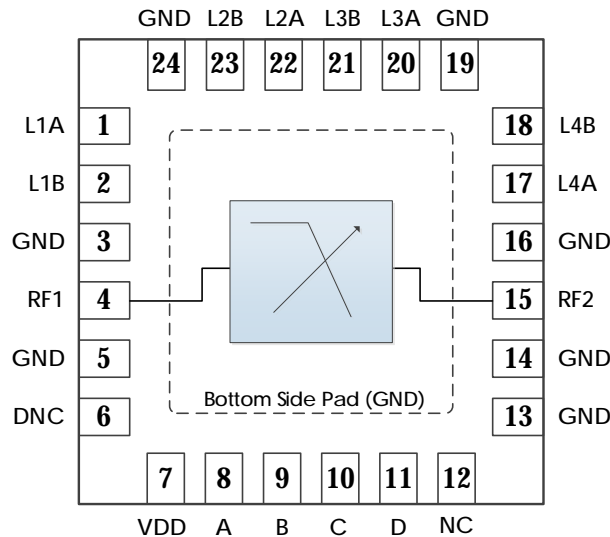 GND L2B L2A L3B L3A GND
24 23 22 21 20 19
L1A 1 18 L4B
L1B 2 17 L4A
GND 3 16 GND
RF1 4 15 RF2
GND 5 14 GND
Bottom Side Pad (GND)
DNC 6 13 GND
7 8 9 10 11 12
VDD A B C D NC